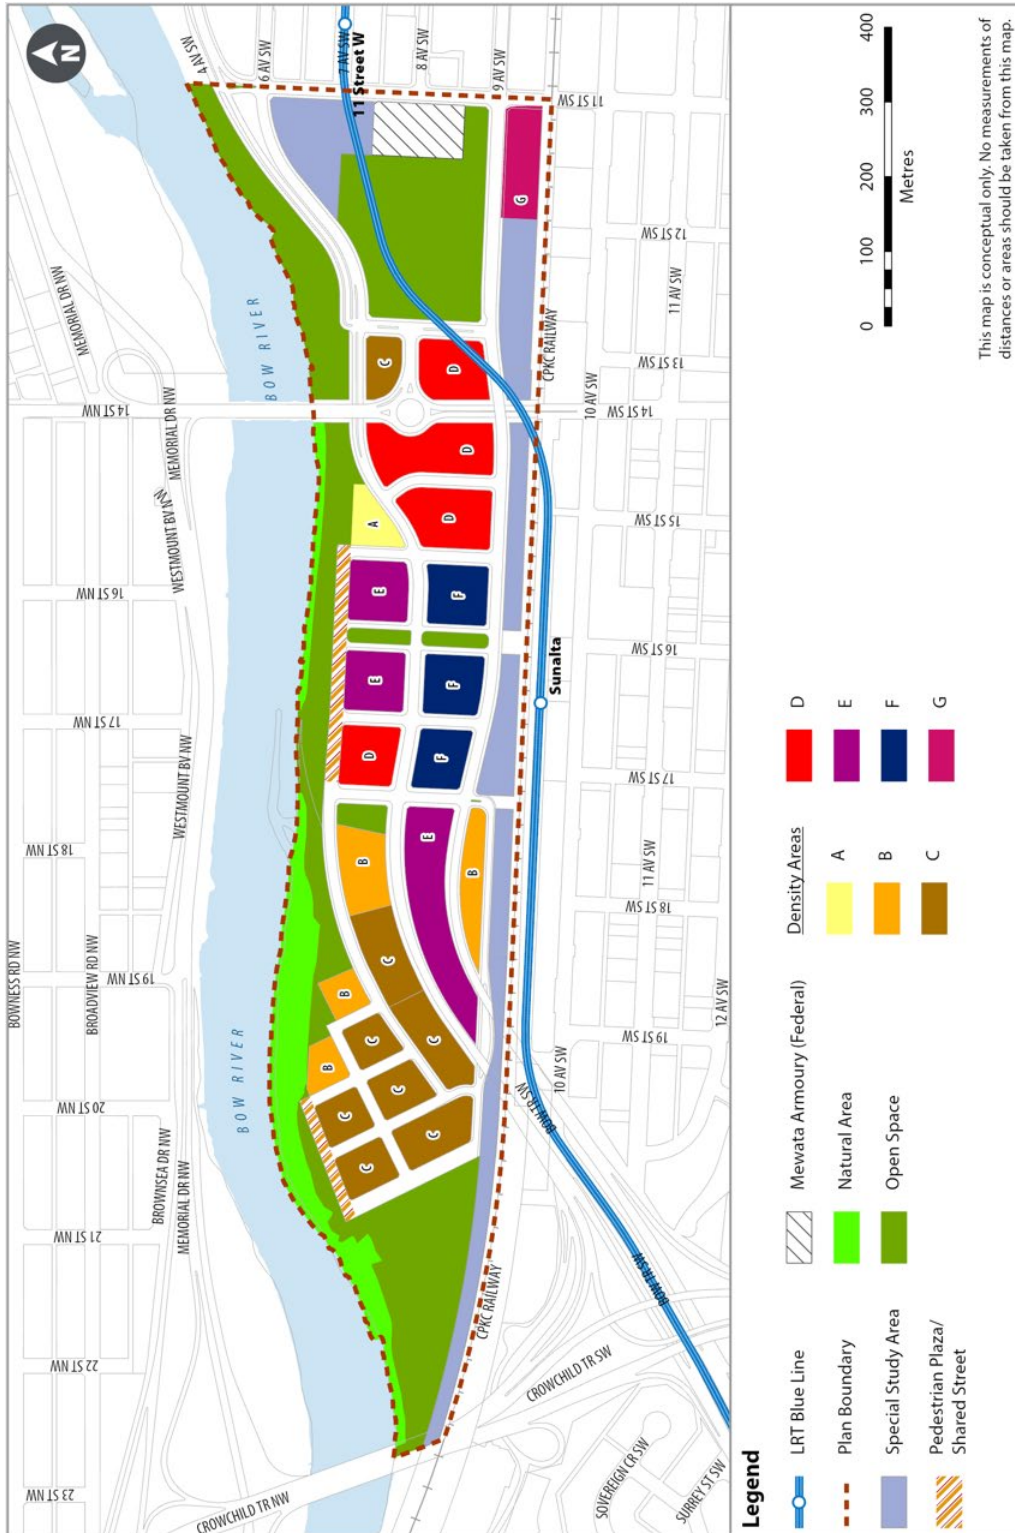 N
4 AV SW
6 AV SW
7 AV SW
8 AV SW
9 AV SW
11 Street W
11 ST SW
12 ST SW
13 ST SW
14 ST SW
15 ST SW
16 ST SW
17 ST SW
18 ST SW
19 ST SW
10 AV SW
11 AV SW
11 AV SW
12 AV SW
10 AV SW
CPKC RAILWAY
CPKC RAILWAY
Sunalta
BOW TR SW
BOW TR SW
CROWCHILD TR SW
CROWCHILD TR NW
SOVEREIGN CR SW
SURREY ST SW
BOW RIVER
BOW RIVER
MEMORIAL DR NW
MEMORIAL DR NW
MEMORIAL DR NW
MEMORIAL DR NW
WESTMOUNT BV NW
WESTMOUNT BV NW
BOWNESS RD NW
BROADVIEW RD NW
BROWNSEA DR NW
14 ST NW
16 ST NW
17 ST NW
18 ST NW
19 ST NW
20 ST NW
21 ST NW
22 ST NW
23 ST NW
C
C
C
C
C
C
C
B
B
B
B
E
D
E
E
F
F
F
A
D
D
C
D
G
Legend
LRT Blue Line
Plan Boundary
Special Study Area
Pedestrian Plaza/
Shared Street
Mewata Armoury (Federal)
Natural Area
Open Space
Density Areas
A
B
C
D
E
F
G
0 100 200 300 400
Metres
This map is conceptual only. No measurements of
distances or areas should be taken from this map.